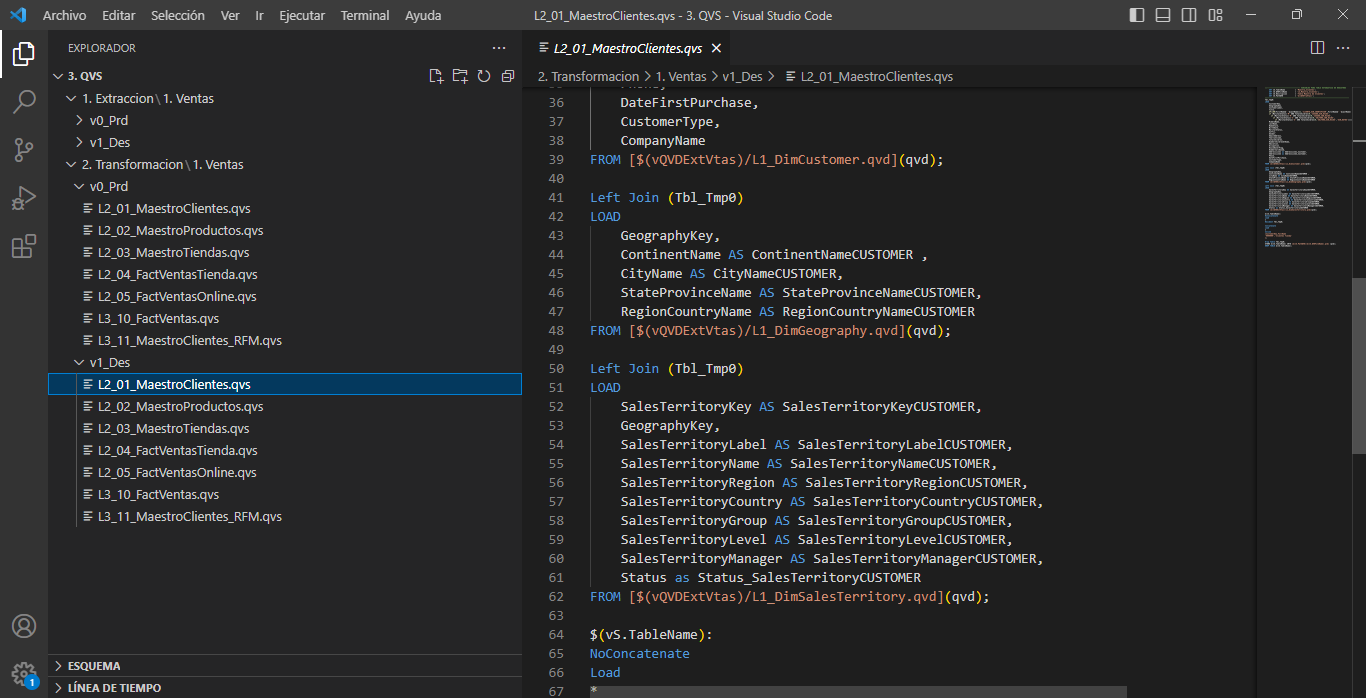 Archivo Editar Selección Ver Ir Ejecutar Terminal Ayuda L2_01_MaestroClientes.qvs - 3. QVS - Visual Studio Code
EXPLORADOR
3. QVS
1. Extraccion \ 1. Ventas
v0_Prd
v1_Des
2. Transformacion \ 1. Ventas
v0_Prd
L2_01_MaestroClientes.qvs
L2_02_MaestroProductos.qvs
L2_03_MaestroTiendas.qvs
L2_04_FactVentasTienda.qvs
L2_05_FactVentasOnline.qvs
L3_10_FactVentas.qvs
L3_11_MaestroClientes_RFM.qvs
v1_Des
L2_01_MaestroClientes.qvs
L2_02_MaestroProductos.qvs
L2_03_MaestroTiendas.qvs
L2_04_FactVentasTienda.qvs
L2_05_FactVentasOnline.qvs
L3_10_FactVentas.qvs
L3_11_MaestroClientes_RFM.qvs
ESQUEMA
LÍNEA DE TIEMPO
1
L2_01_MaestroClientes.qvs
2. Transformacion > 1. Ventas > v1_Des > L2_01_MaestroClientes.qvs
36 DateFirstPurchase,
37 CustomerType,
38 CompanyName
39 FROM [$(vQVDExtVtas)/L1_DimCustomer.qvd](qvd);
40
41 Left Join (Tbl_Tmp0)
42 LOAD
43 GeographyKey,
44 ContinentName AS ContinentNameCUSTOMER ,
45 CityName AS CityNameCUSTOMER,
46 StateProvinceName AS StateProvinceNameCUSTOMER,
47 RegionCountryName AS RegionCountryNameCUSTOMER
48 FROM [$(vQVDExtVtas)/L1_DimGeography.qvd](qvd);
49
50 Left Join (Tbl_Tmp0)
51 LOAD
52 SalesTerritoryKey AS SalesTerritoryKeyCUSTOMER,
53 GeographyKey,
54 SalesTerritoryLabel AS SalesTerritoryLabelCUSTOMER,
55 SalesTerritoryName AS SalesTerritoryNameCUSTOMER,
56 SalesTerritoryRegion AS SalesTerritoryRegionCUSTOMER,
57 SalesTerritoryCountry AS SalesTerritoryCountryCUSTOMER,
58 SalesTerritoryGroup AS SalesTerritoryGroupCUSTOMER,
59 SalesTerritoryLevel AS SalesTerritoryLevelCUSTOMER,
60 SalesTerritoryManager AS SalesTerritoryManagerCUSTOMER,
61 Status as Status_SalesTerritoryCUSTOMER
62 FROM [$(vQVDExtVtas)/L1_DimSalesTerritory.qvd](qvd);
63
64 $(vS.TableName):
65 NoConcatenate
66 Load
67 *